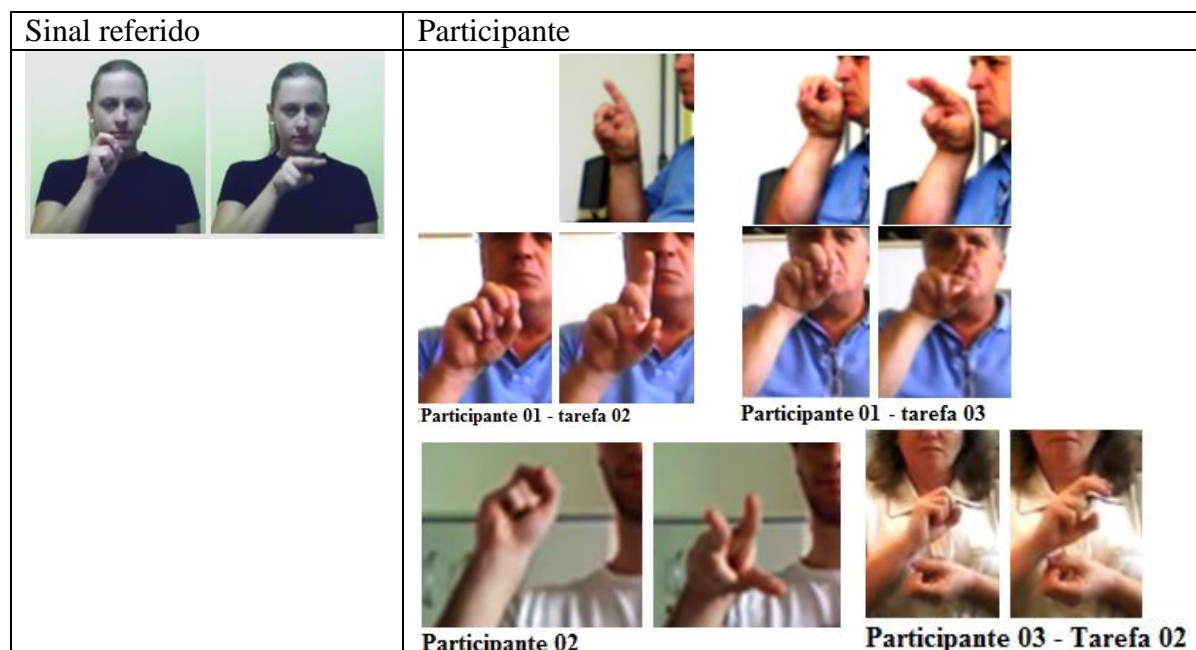 Sinal referido
Participante
Participante 01 - tarefa 02
Participante 01 - tarefa 03
Participante 02
Participante 03 - Tarefa 02